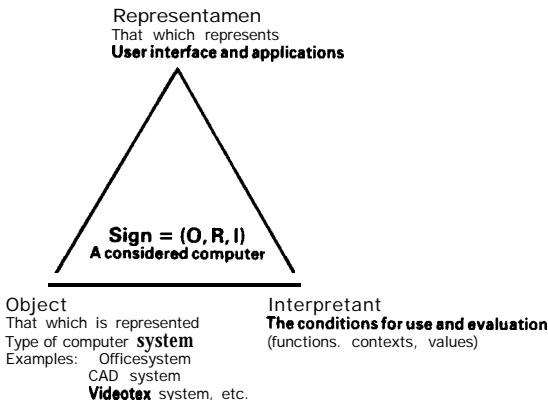 Representamen
That which represents
User interface and applications
Sign = (O, R, I)
A considered computer
Object
That which is represented
Type of computer system
Examples: Officesystem
CAD system
Videotex system, etc.
Interpretant
The conditions for use and evaluation
(functions. contexts, values)